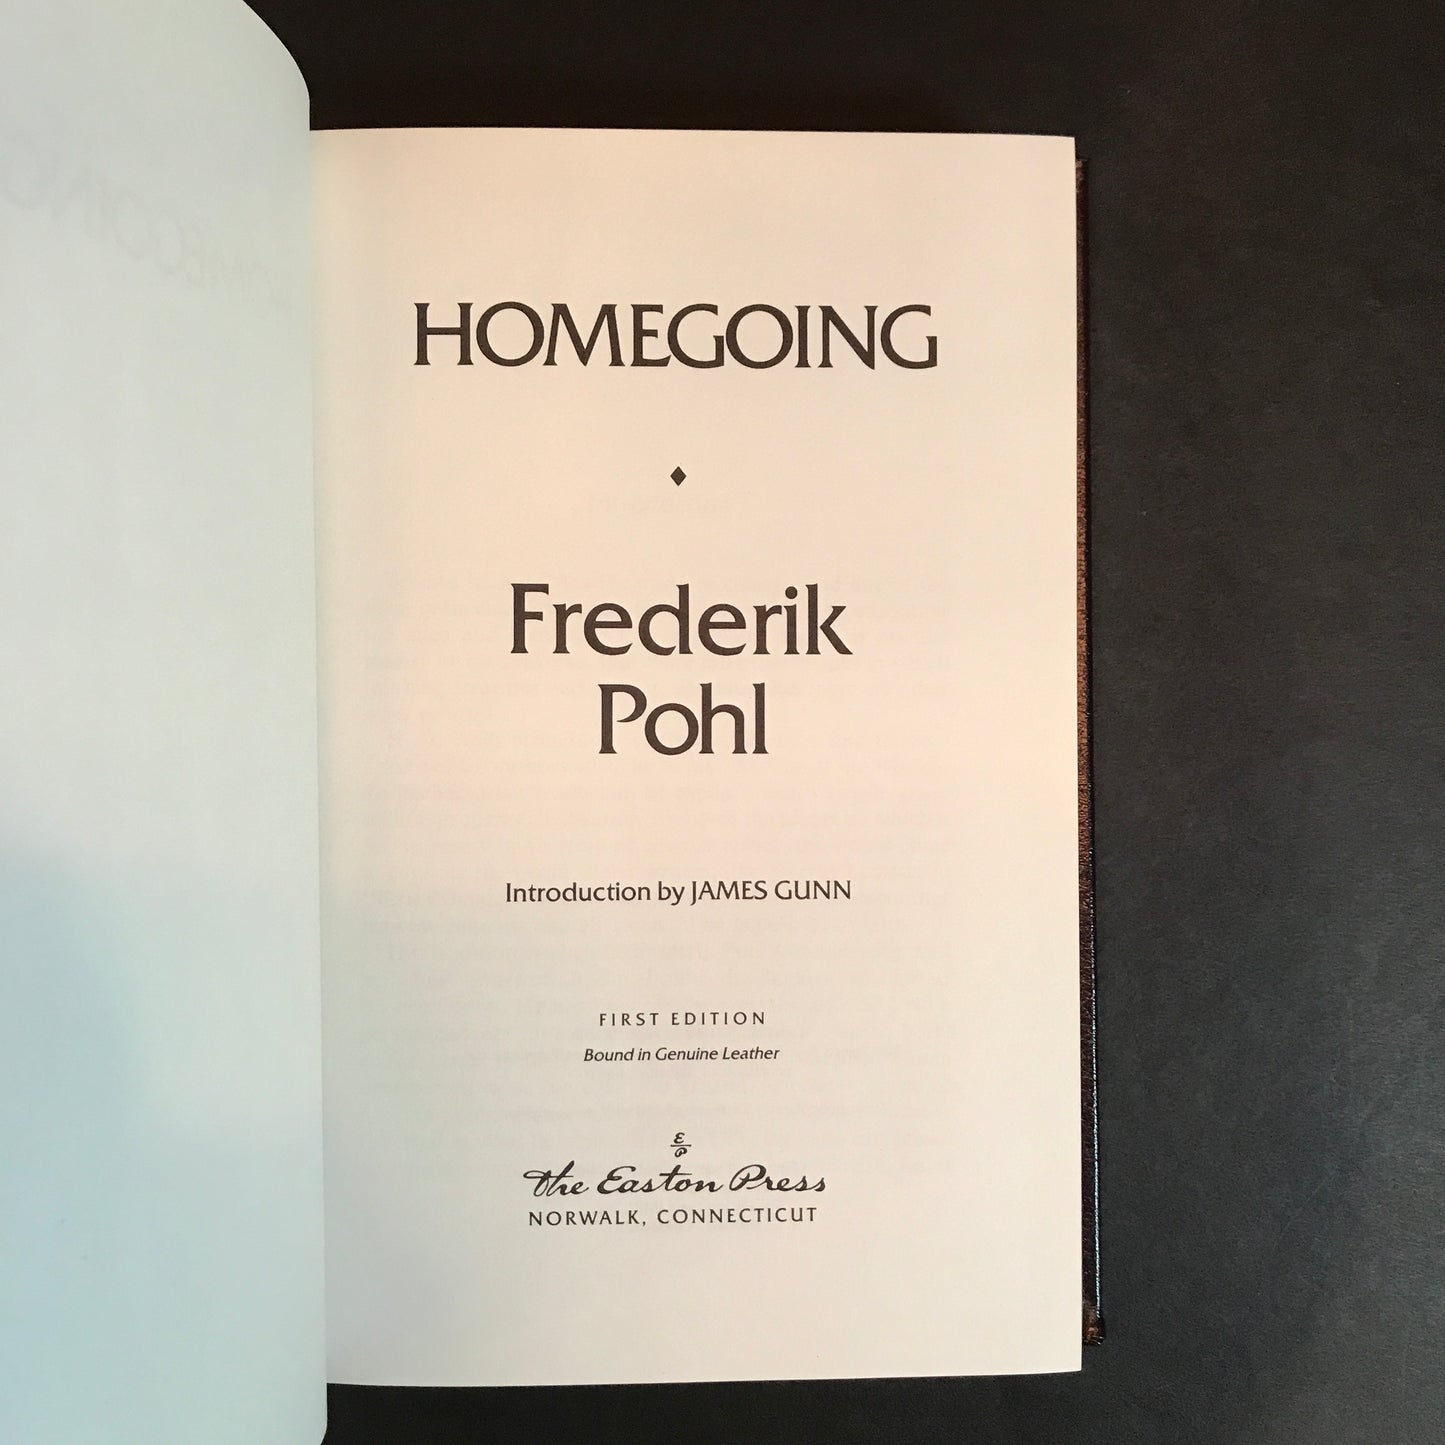 HOMEGOING
Frederik
Pohl
Introduction by JAMES GUNN
FIRST EDITION
Bound in Genuine Leather
E
P
The Easton Press
NORWALK, CONNECTICUT